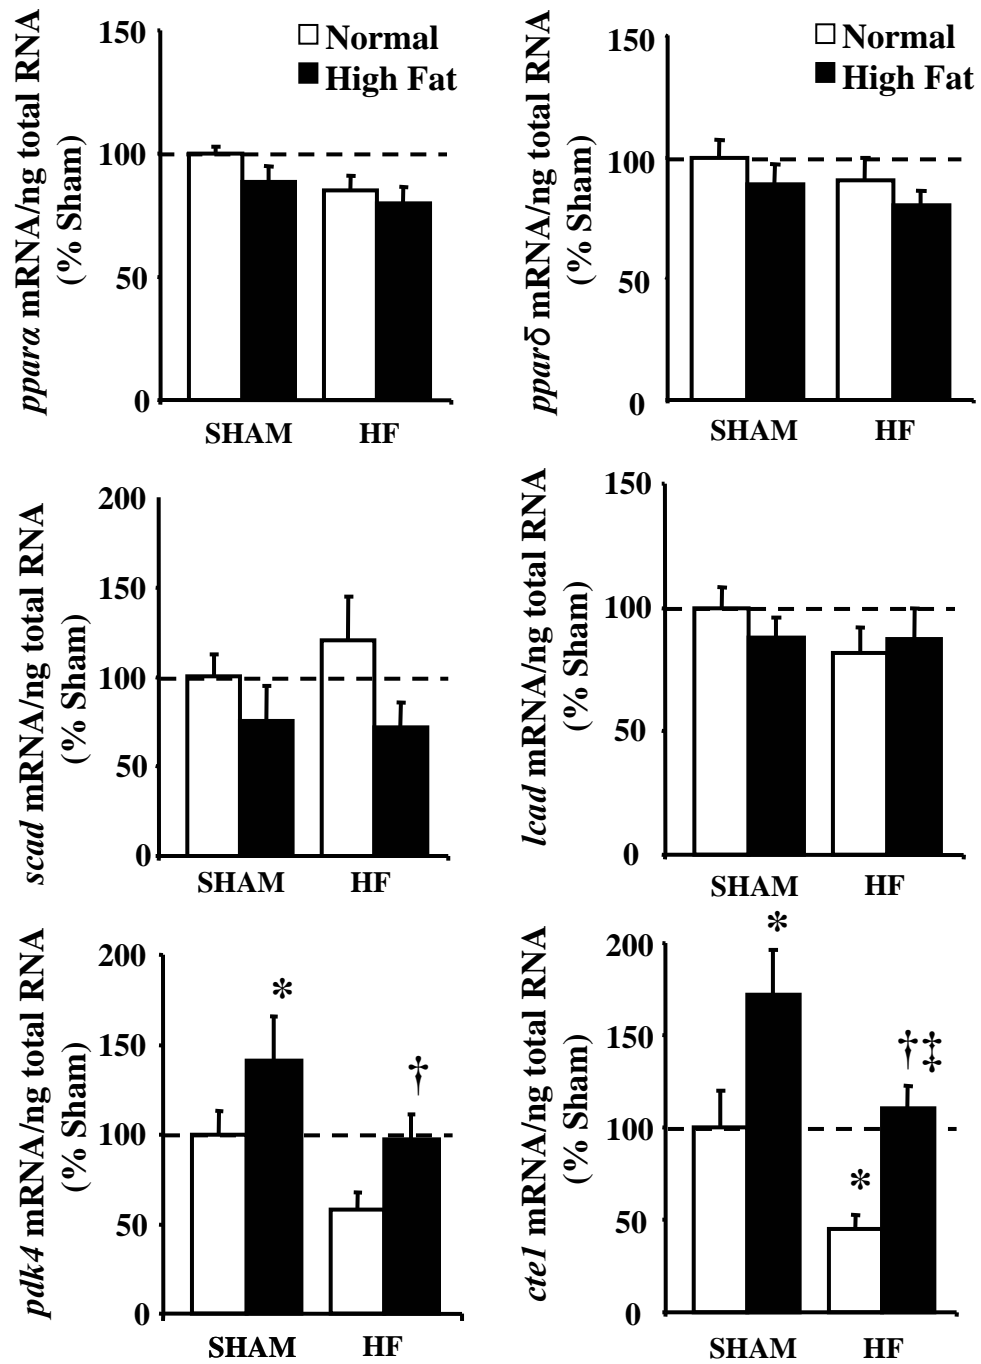 pparα mRNA/ng total RNA
(% Sham)
150
100
50
0
Normal
High Fat
SHAM HF
pparδ mRNA/ng total RNA
(% Sham)
150
100
50
0
Normal
High Fat
SHAM HF
scad mRNA/ng total RNA
(% Sham)
200
150
100
50
0
SHAM HF
lcad mRNA/ng total RNA
(% Sham)
150
100
50
0
SHAM HF
pdk4 mRNA/ng total RNA
(% Sham)
200
150
100
50
0
*
†
SHAM HF
cte1 mRNA/ng total RNA
(% Sham)
200
150
100
50
0
*
†‡
*
SHAM HF